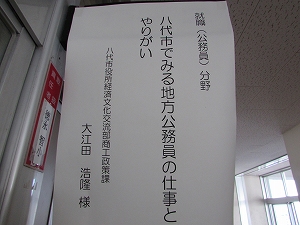 就職（公務員）分野
八代市でみる地方公務員の仕事と
やりがい
八代市役所経済文化交流部商工政策課
大江田 浩隆 様